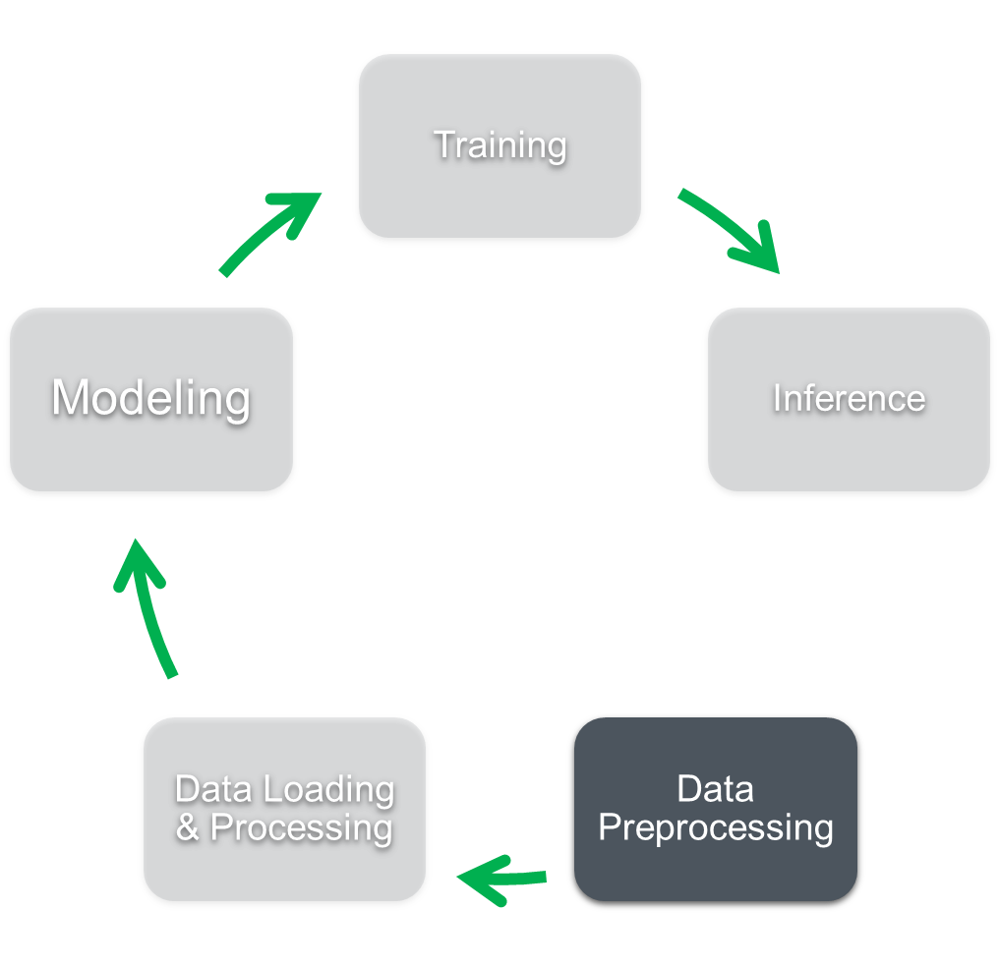 Training
Modeling
Inference
Data Loading
& Processing
Data
Preprocessing